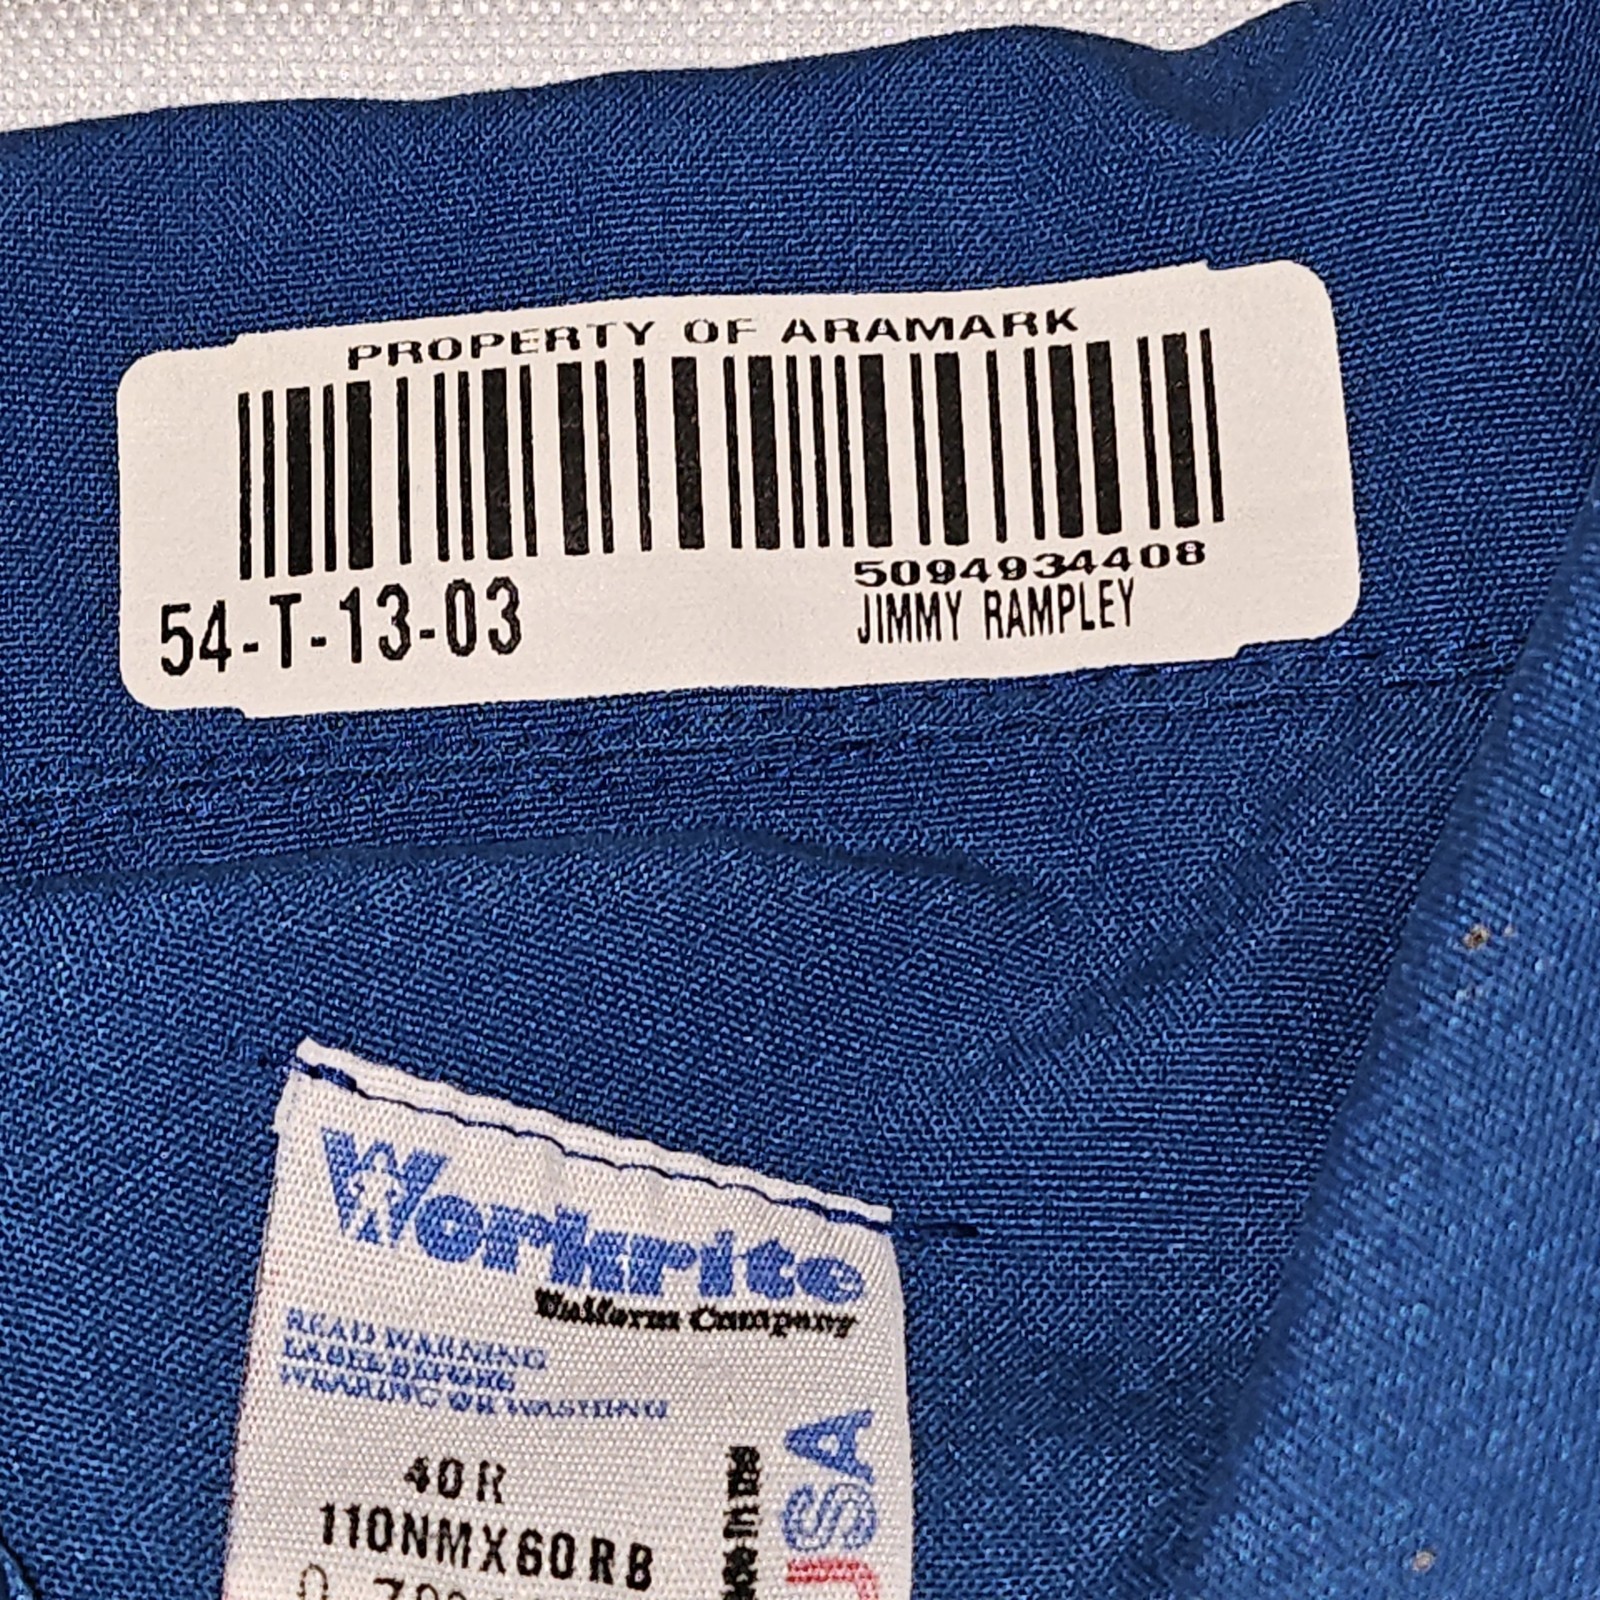 PROPERTY OF ARAMARK
5094934408
54-T-13-03
JIMMY RAMPLEY
Workrite
Uniform Company
READ WARNING
LABEL BEFORE
WEARING OR WASHING
40R
110NMX60RB
USA